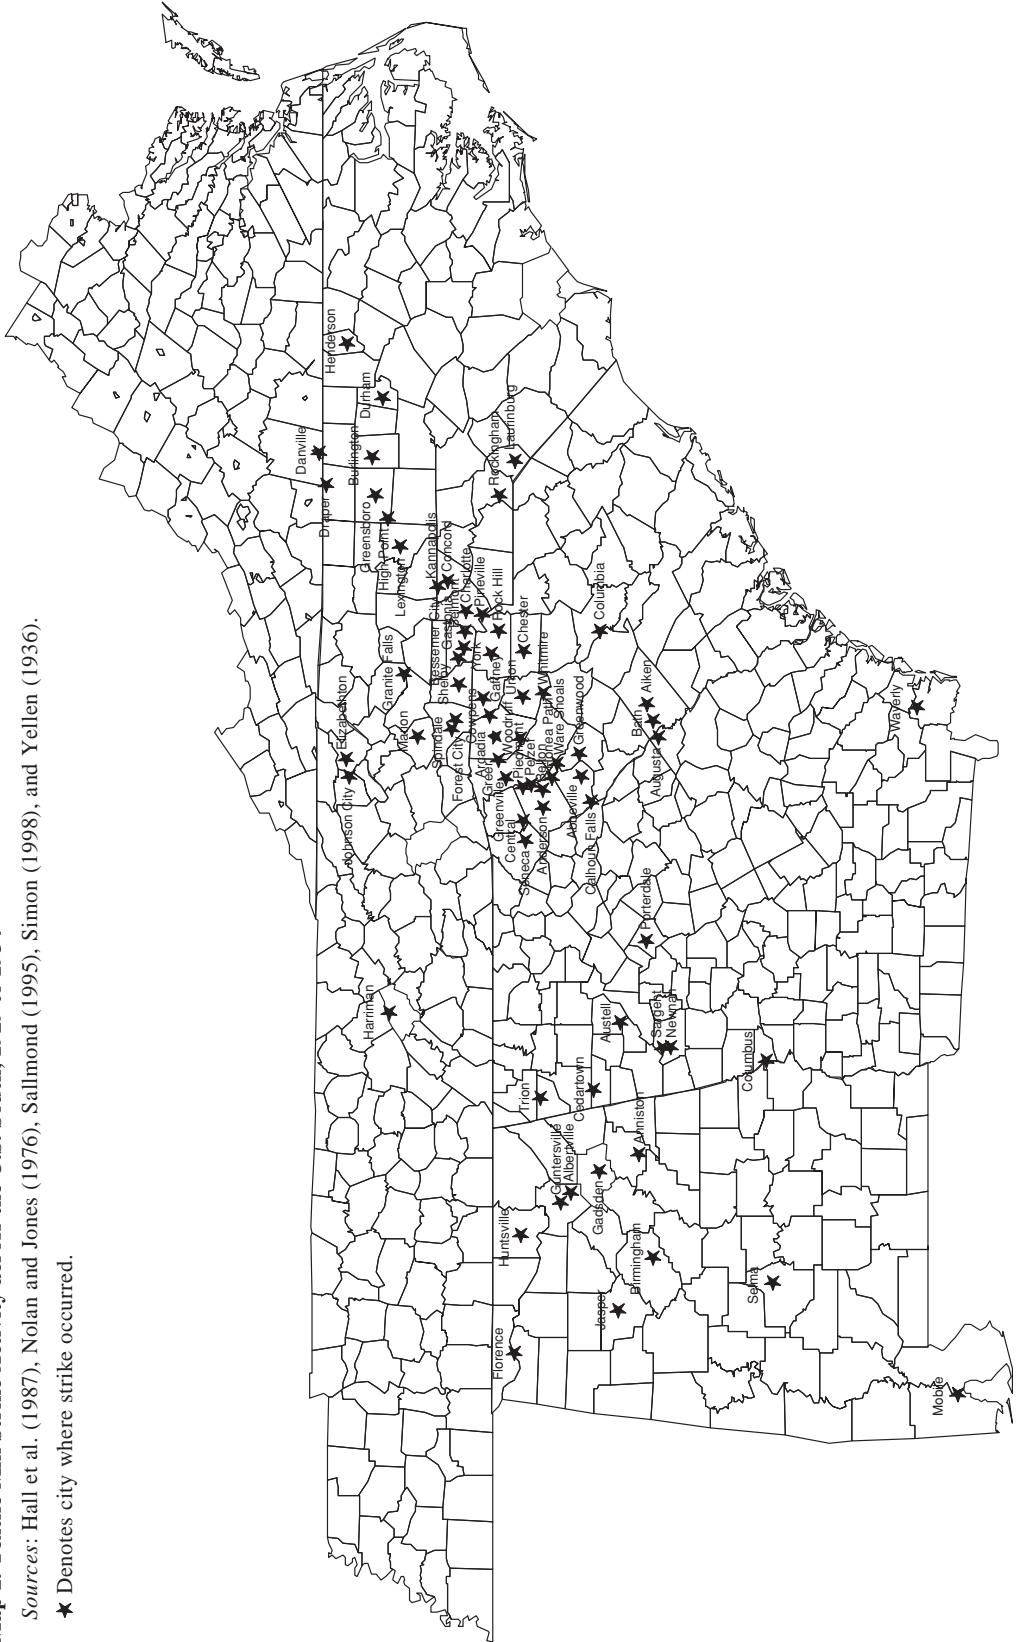 Sources: Hall et al. (1987), Nolan and Jones (1976), Sallmond (1995), Simon (1998), and Yellen (1936).
★ Denotes city where strike occurred.
Danville
Draper
Henderson
Elizabethton
Johnson City
Burlington
Durham
Greensboro
Harriman
High Point
Granite Falls
Lexington
Marion
Kannapolis
Bessemer City
Spindale
Shelby
Gastonia
Concord
Belmont
Forest City
Charlotte
Cowpens
York
Pineville
Arcadia
Greer
Rockingham
Gaffney
Rock Hill
Greenville
Florence
Huntsville
Woodruff
Union
Laurinburg
Central
Piedmont
Chester
Seneca
Trion
Pelzer
Belton
Anderson
Whitmire
Honea Path
Guntersville
Ware Shoals
Albertville
Abbeville
Greenwood
Cedartown
Calhoun Falls
Gadsden
Columbia
Jasper
Austell
Birmingham
Anniston
Bath
Porterdale
Aiken
Augusta
Sargent
Newnan
Columbus
Selma
Waverly
Mobile